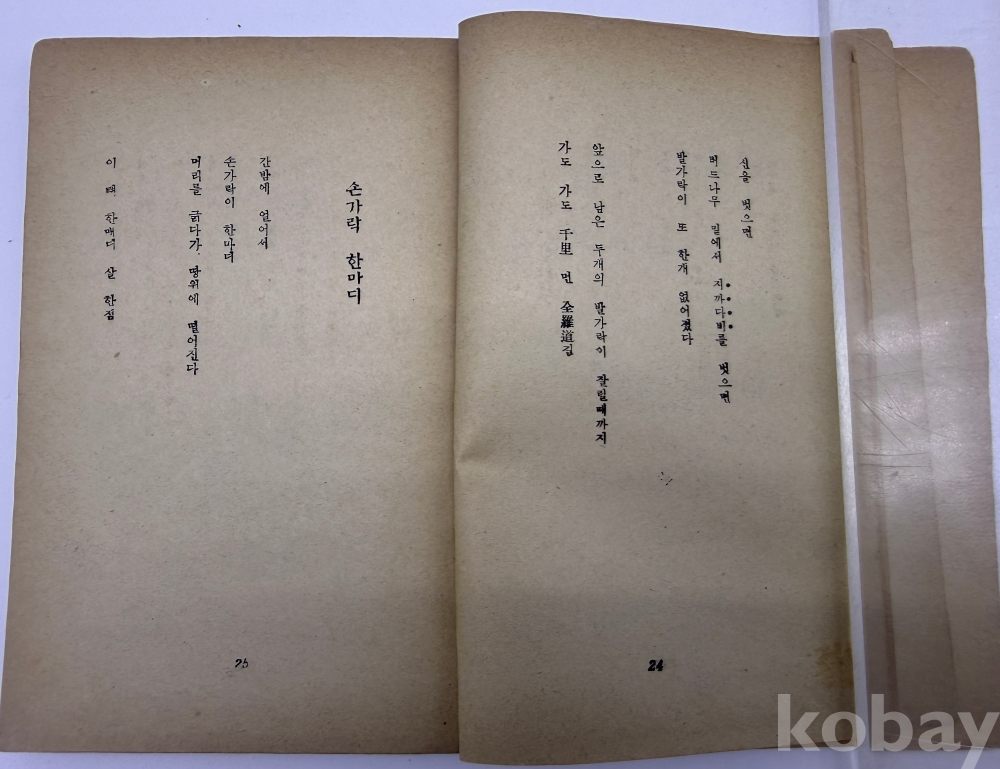 신을 벗으면
버드나무 밑에서 지까다비를 벗으면
발가락이 또 한개 없어졌다
앞으로 남은 두개의 발가락이 잘릴때까지
가도 가도 千里 먼 全羅道길
24
손가락 한마디
간밤에 얼어서
손가락이 한마디
머리를 긁다가 땅위에 떨어진다
이 뼈 한마디 살 한점
25
kobay